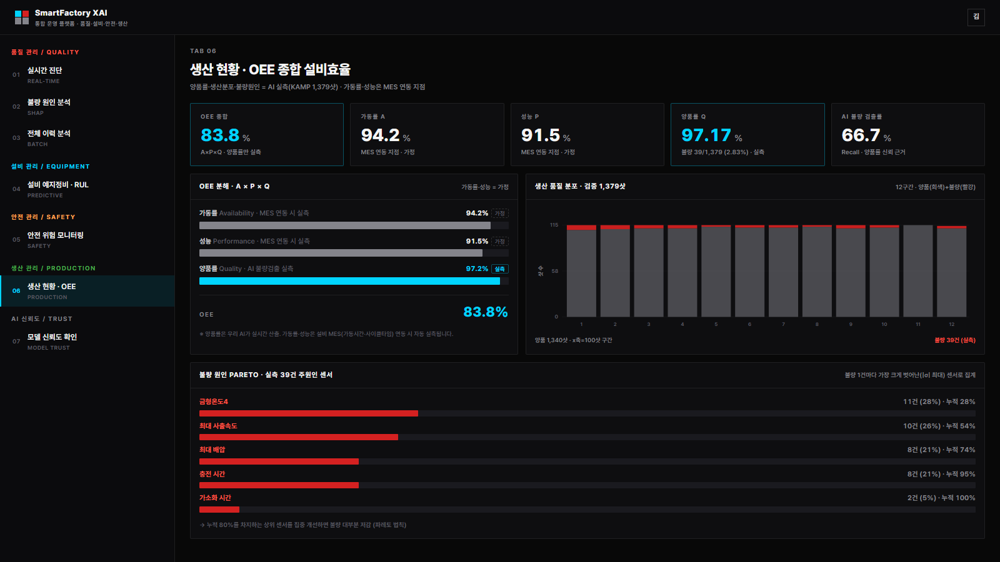 SmartFactory XAI
통합 운영 플랫폼 · 품질·설비·안전·생산
김
품질 관리 / QUALITY
01 실시간 진단
REAL-TIME
02 불량 원인 분석
SHAP
03 전체 이력 분석
BATCH
설비 관리 / EQUIPMENT
04 설비 예지정비 · RUL
PREDICTIVE
안전 관리 / SAFETY
05 안전 위험 모니터링
SAFETY
생산 관리 / PRODUCTION
06 생산 현황 · OEE
PRODUCTION
AI 신뢰도 / TRUST
07 모델 신뢰도 확인
MODEL TRUST
TAB 06
생산 현황 · OEE 종합 설비효율
양품률·생산분포·불량원인 = AI 실측(KAMP 1,379샷) · 가동률·성능은 MES 연동 지점
OEE 종합
83.8 %
A×P×Q · 양품률만 실측
가동률 A
94.2 %
MES 연동 지점 · 가정
성능 P
91.5 %
MES 연동 지점 · 가정
양품률 Q
97.17 %
불량 39/1,379 (2.83%) · 실측
AI 불량 검출률
66.7 %
Recall · 양품률 신뢰 근거
OEE 분해 · A × P × Q
가동률·성능 = 가정
가동률 Availability · MES 연동 시 실측 94.2% 가정
성능 Performance · MES 연동 시 실측 91.5% 가정
양품률 Quality · AI 불량검출 실측 97.2% 실측
OEE 83.8%
※ 양품률은 우리 AI가 실시간 산출. 가동률·성능은 설비 MES(가동시간·사이클타임) 연동 시 자동 실측됩니다.
생산 품질 분포 · 검증 1,379샷
12구간 · 양품(회색)+불량(빨강)
115
58
0
샷 수
1 2 3 4 5 6 7 8 9 10 11 12
양품 1,340샷 · x축=100샷 구간
불량 39건 (실측)
불량 원인 PARETO · 실측 39건 주원인 센서
불량 1건마다 가장 크게 벗어난(|σ| 최대) 센서로 집계
금형온도4 11건 (28%) · 누적 28%
최대 사출속도 10건 (26%) · 누적 54%
최대 배압 8건 (21%) · 누적 74%
충전 시간 8건 (21%) · 누적 95%
가소화 시간 2건 (5%) · 누적 100%
→ 누적 80%를 차지하는 상위 센서를 집중 개선하면 불량 대부분 저감 (파레토 법칙)